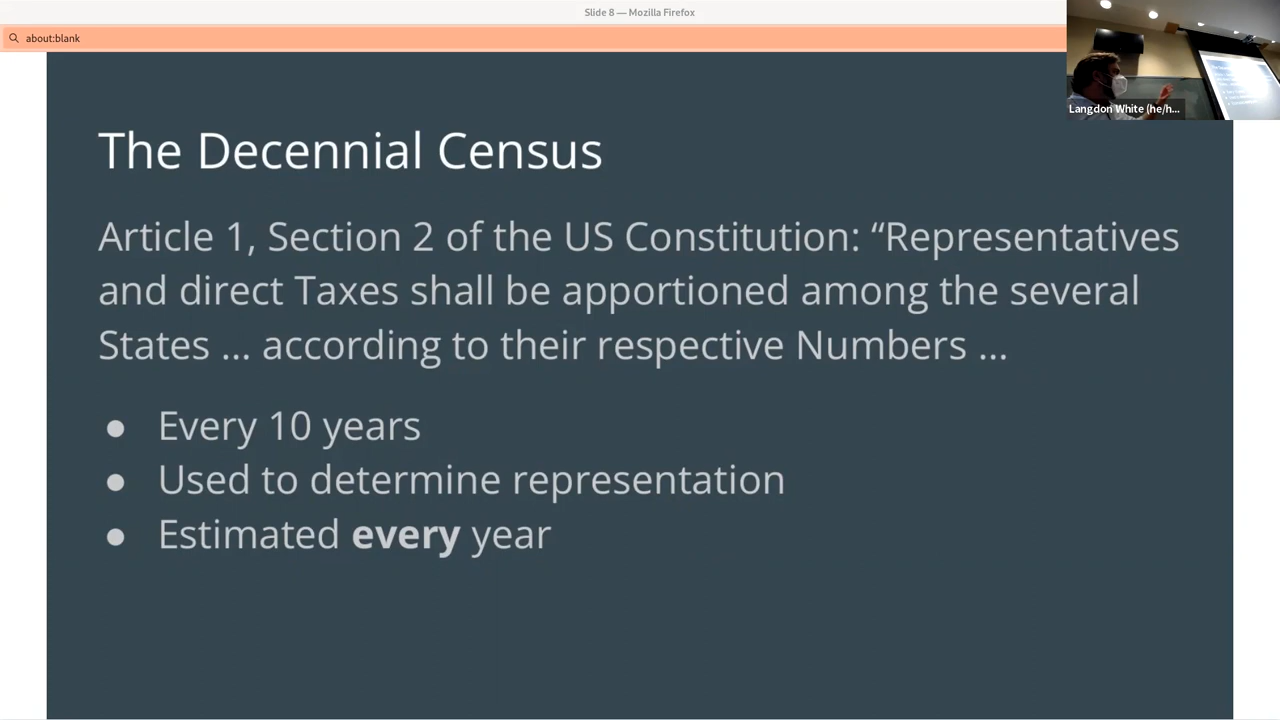 Slide 8 — Mozilla Firefox
about:blank
Langdon White (he/h...
The Decennial Census
Article 1, Section 2 of the US Constitution: “Representatives
and direct Taxes shall be apportioned among the several
States ... according to their respective Numbers ...
● Every 10 years
● Used to determine representation
● Estimated every year